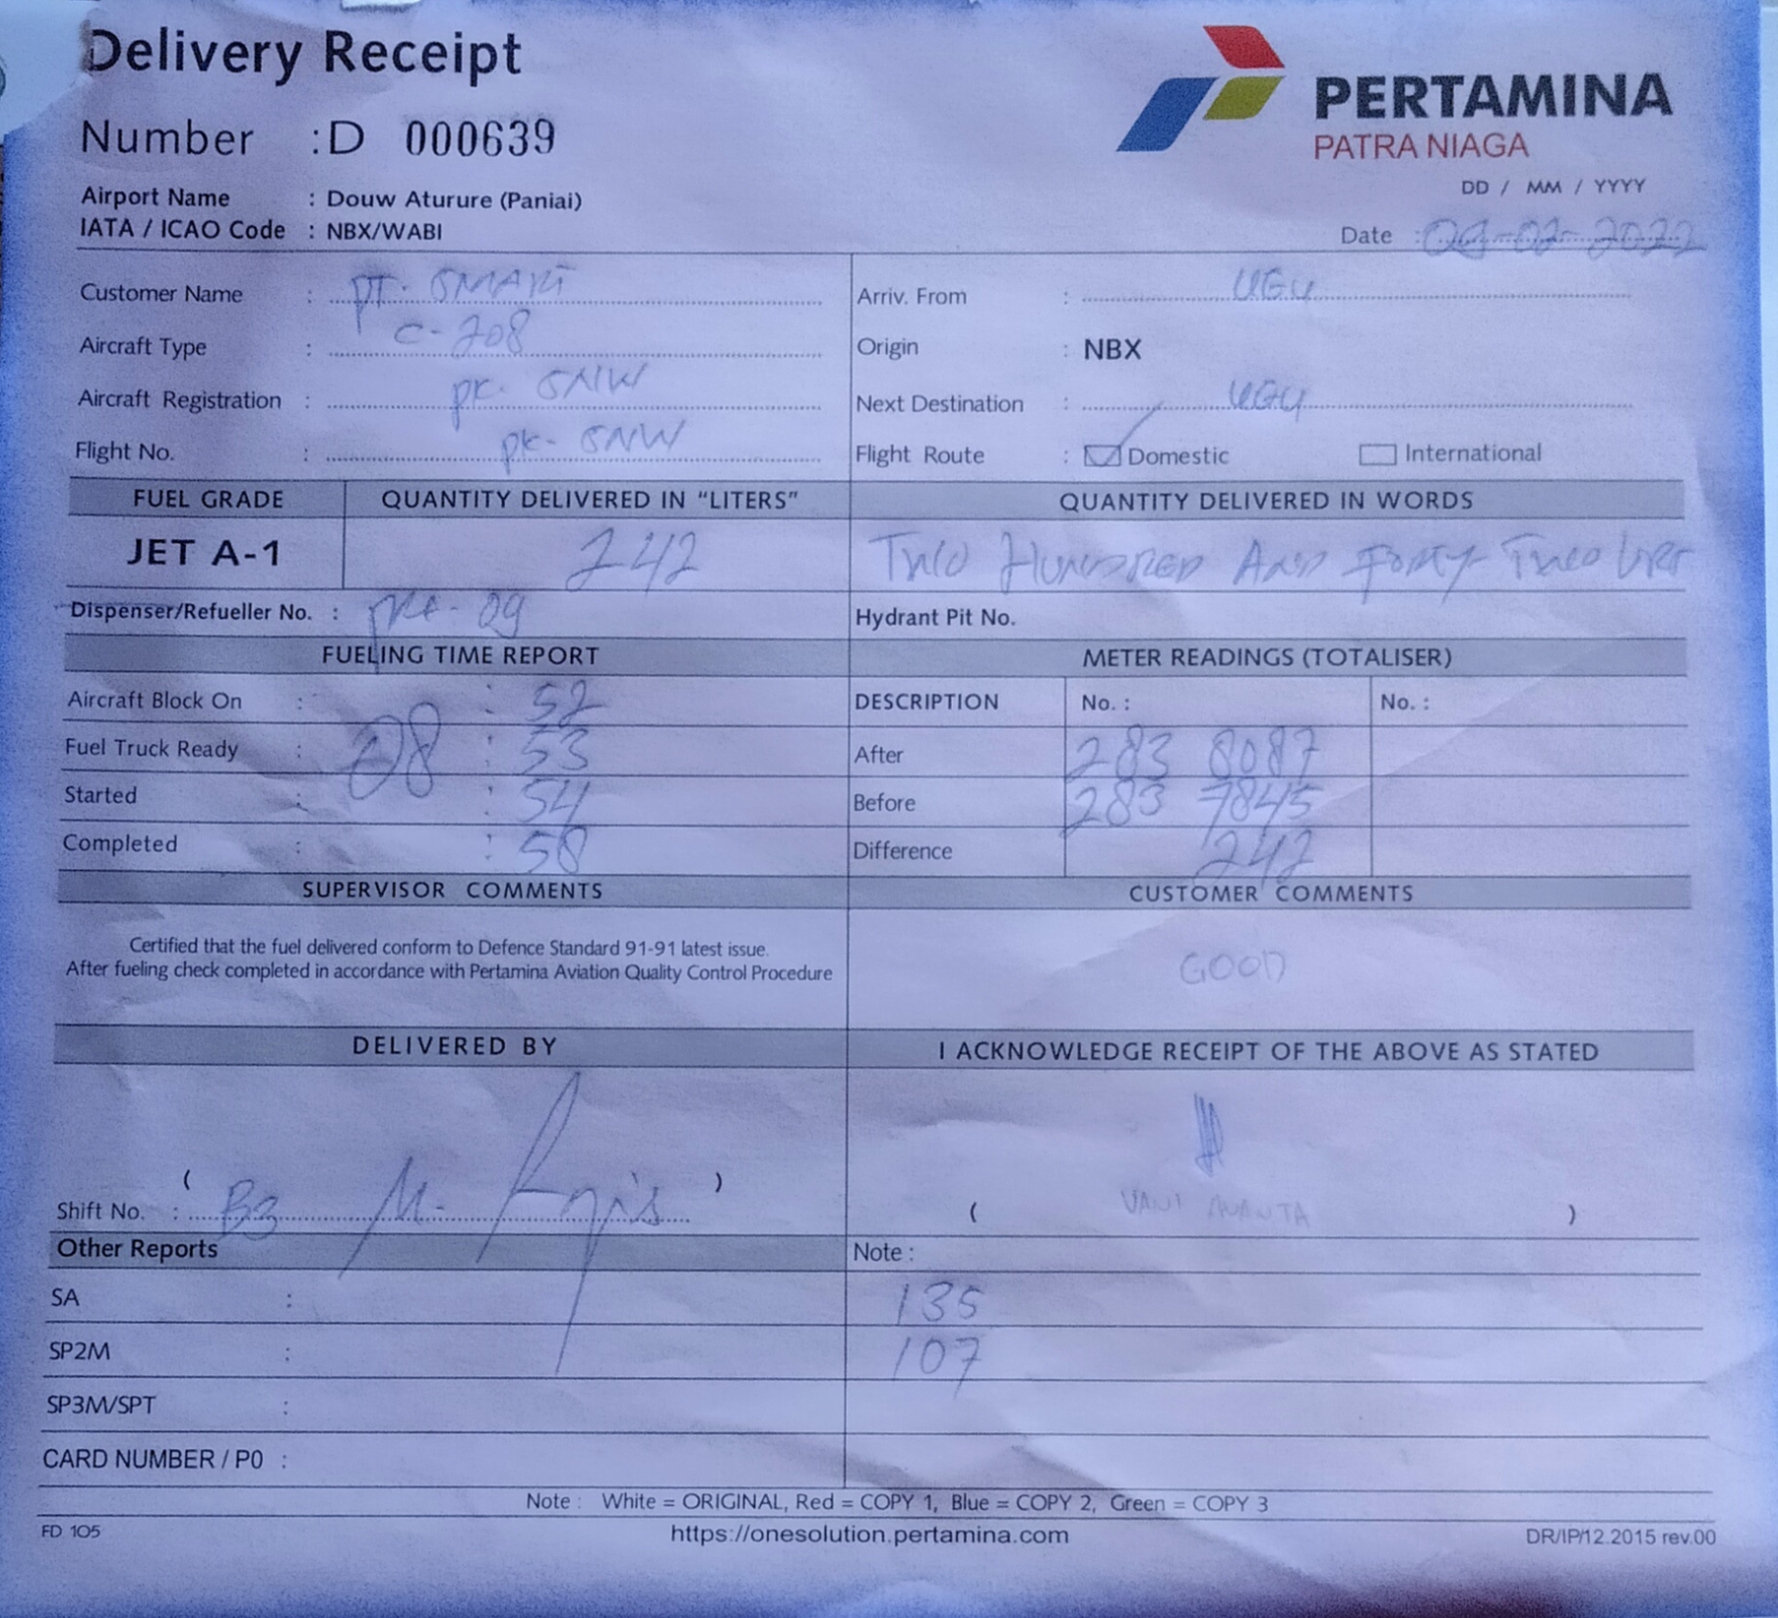 Delivery Receipt
Number : D 000639
PERTAMINA
PATRA NIAGA
Airport Name : Douw Aturure (Paniai)
IATA / ICAO Code : NBX/WABI
DD / MM / YYYY
Date : -02-2022
Customer Name : PT. SMART
Arriv. From : UGU
Aircraft Type : C-208
Origin : NBX
Aircraft Registration : PK- SNW
Next Destination : UGU
Flight No. : PK- SNW
Flight Route : Domestic International
FUEL GRADE QUANTITY DELIVERED IN "LITERS" QUANTITY DELIVERED IN WORDS
JET A-1 242 Two Hundred And Forty Two
Dispenser/Refueller No. : 09
Hydrant Pit No.
FUELING TIME REPORT METER READINGS (TOTALISER)
Aircraft Block On : 08 : 52
DESCRIPTION No. : No. :
Fuel Truck Ready : : 53
After 283 8087
Started : : 54
Before 283 7845
Completed : : 58
Difference 242
SUPERVISOR COMMENTS CUSTOMER COMMENTS
Certified that the fuel delivered conform to Defence Standard 91-91 latest issue.
After fueling check completed in accordance with Pertamina Aviation Quality Control Procedure
GOOD
DELIVERED BY I ACKNOWLEDGE RECEIPT OF THE ABOVE AS STATED
( )
Shift No. : B3 M.
( )
Other Reports Note :
SA : 135
SP2M : 107
SP3M/SPT :
CARD NUMBER / P0 :
Note : White = ORIGINAL, Red = COPY 1, Blue = COPY 2, Green = COPY 3
FD 105 https://onesolution.pertamina.com DR/IP/12.2015 rev.00